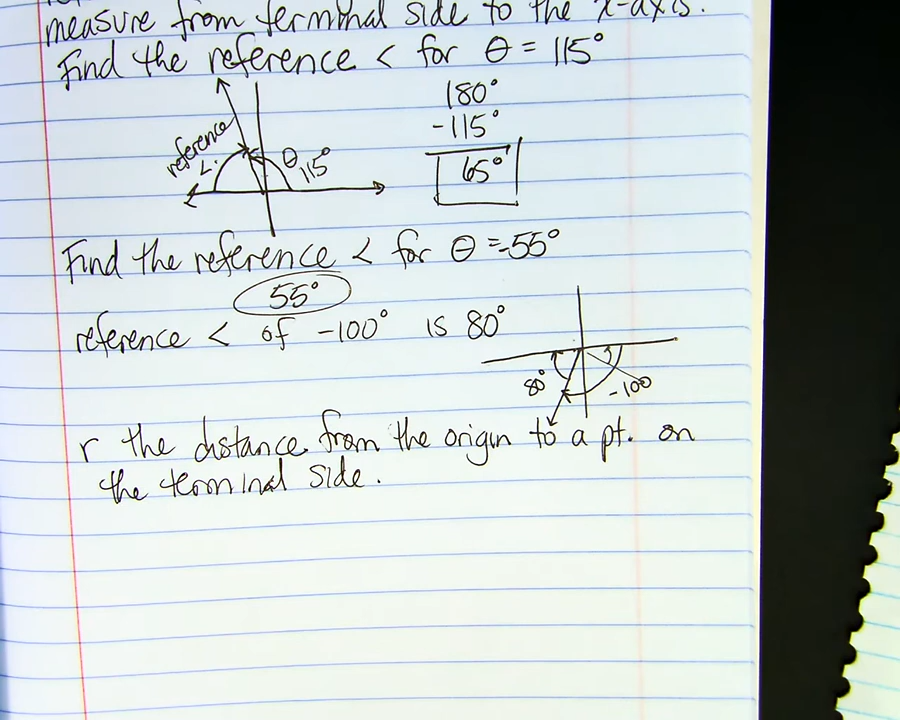 measure from terminal side to the x-axis.
Find the reference < for θ = 115°
180°
-115°
65°
reference
<
θ
115°
Find the reference < for θ = -55°
55°
reference < of -100° is 80°
80°
-100
r the distance from the origin to a pt. on
the terminal side.